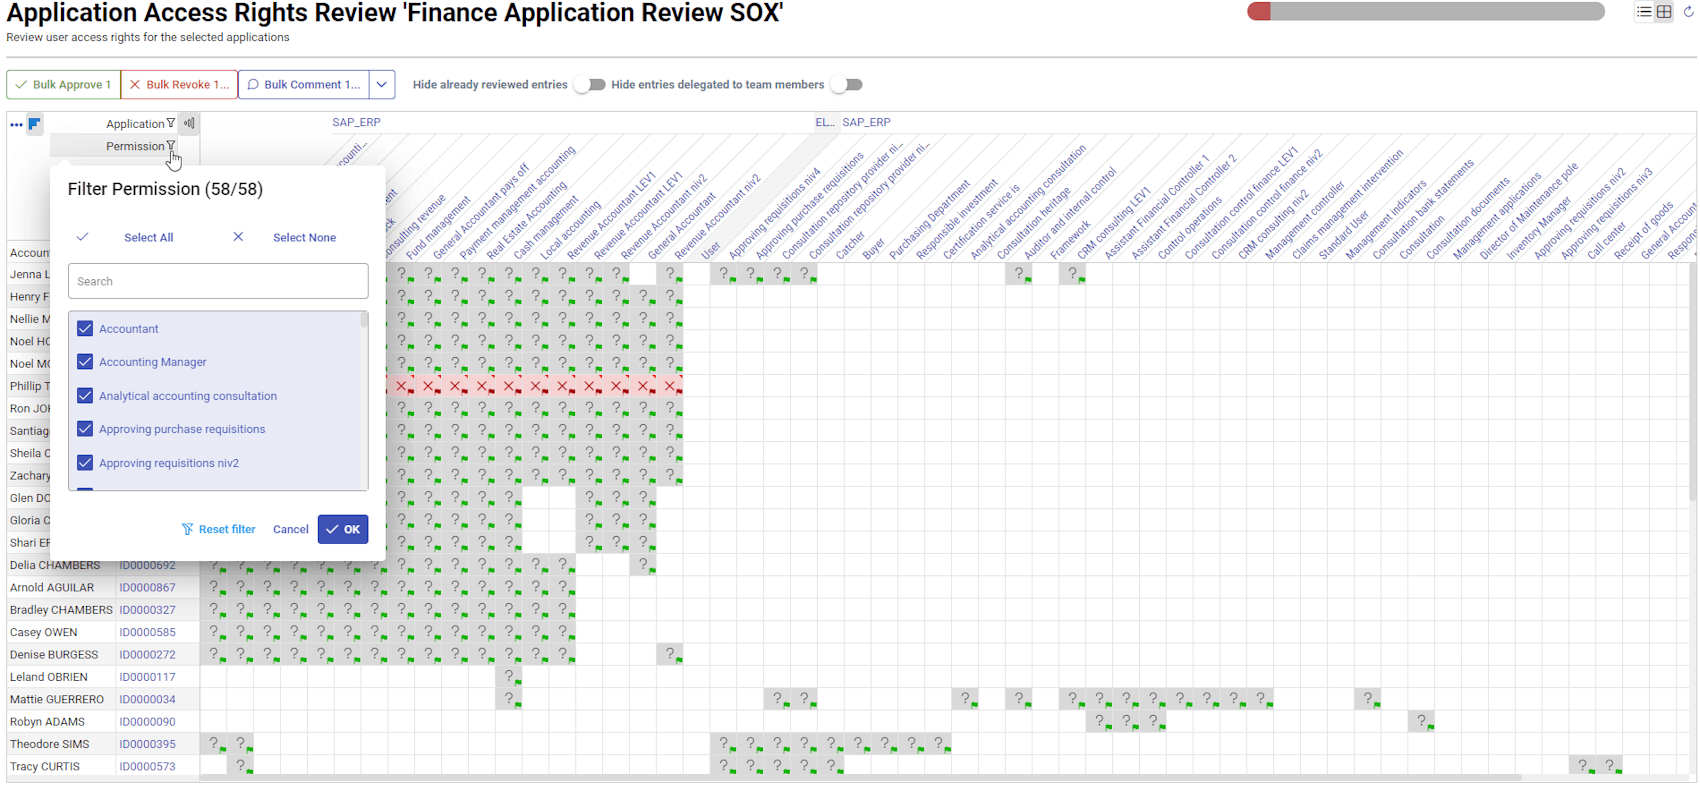 Application Access Rights Review 'Finance Application Review SOX'
Review user access rights for the selected applications
Bulk Approve 1
Bulk Revoke 1...
Bulk Comment 1...
Hide already reviewed entries
Hide entries delegated to team members
Application
Permission
SAP_ERP
EL...
SAP_ERP
Fund management
General Accountant pays off
Payment management accounting
Real Estate Accounting
Cash management
Local accounting
Revenue Accountant LEV1
Revenue Accountant LEV1
Revenue Accountant niv2
General Accountant
Revenue Accountant niv2
User
Approving requisitions niv4
Approving purchase requisitions
Consultation repository provider ni...
Consultation repository provider ni...
Catcher
Buyer
Purchasing Department
Responsible investment
Certification service is
Analytical accounting consultation
Consultation heritage
Auditor and internal control
Framework
CRM consulting LEV1
Assistant Financial Controller 1
Assistant Financial Controller 2
Control operations
Consultation control finance LEV1
Consultation control finance niv2
CRM consulting niv2
Management controller
Claims management intervention
Standard User
Management indicators
Consultation bank statements
Consultation
Consultation documents
Management applications
Director of Maintenance pole
Inventory Manager
Approving requisitions niv2
Approving requisitions niv3
Call center
Receipt of goods
General Account
Filter Permission (58/58)
Select All
Select None
Search
Accountant
Accounting Manager
Analytical accounting consultation
Approving purchase requisitions
Approving requisitions niv2
Reset filter
Cancel
OK
Accoun
Jenna L
Henry F
Nellie M
Noel HO
Noel MO
Phillip T
Ron JOH
Santiag
Sheila C
Zachary
Glen DO
Gloria C
Shari EF
Delia CHAMBERS ID0000692
Arnold AGUILAR ID0000867
Bradley CHAMBERS ID0000327
Casey OWEN ID0000585
Denise BURGESS ID0000272
Leland OBRIEN ID0000117
Mattie GUERRERO ID0000034
Robyn ADAMS ID0000090
Theodore SIMS ID0000395
Tracy CURTIS ID0000573